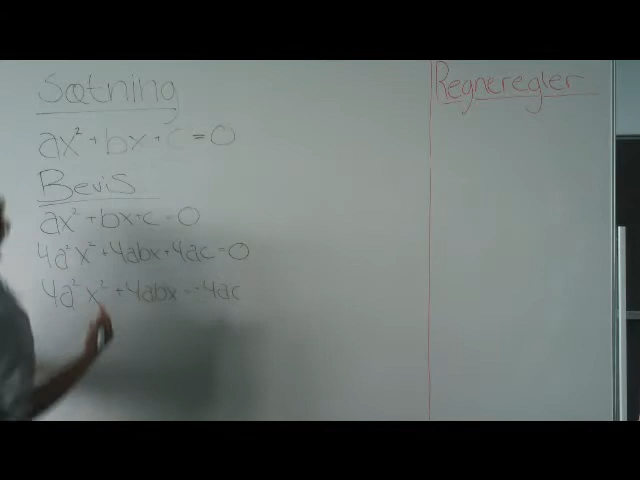 Sætning
ax² + bx + c = 0
Bevis
ax² + bx + c = 0
4a²x² + 4abx + 4ac = 0
4a²x² + 4abx = -4ac
Regneregler